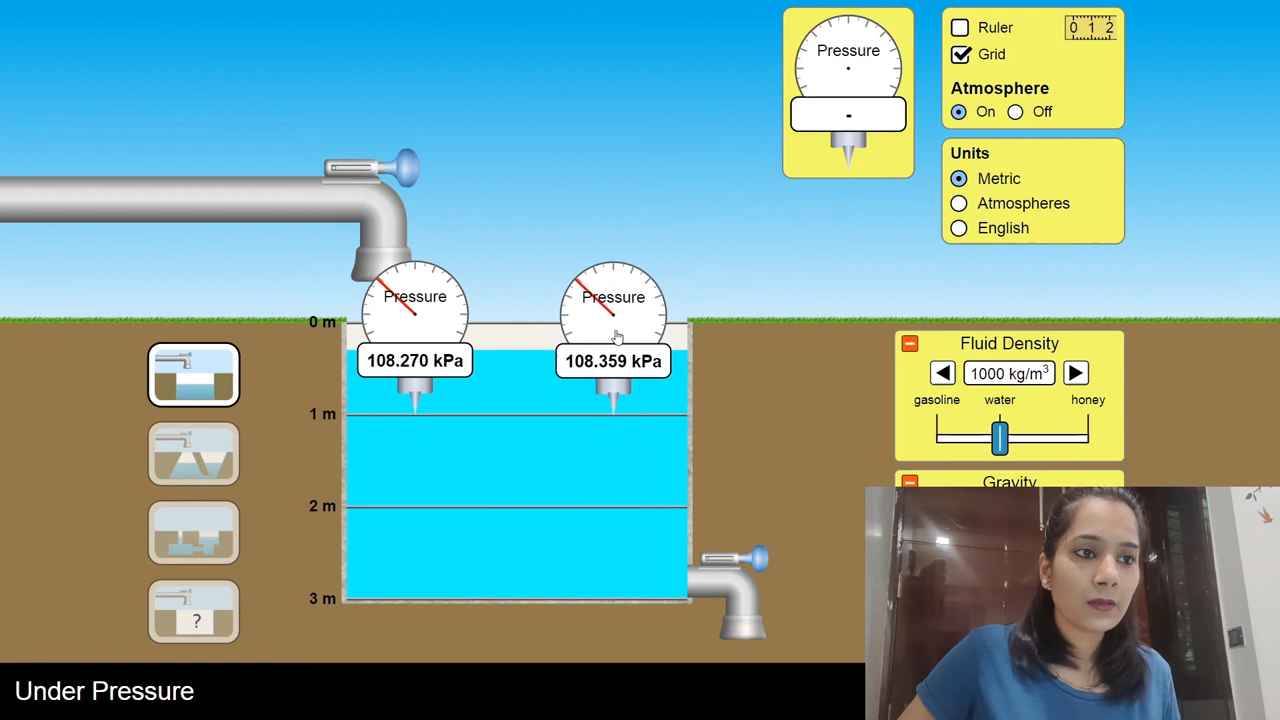 Pressure
-
Ruler
0 1 2
Grid
Atmosphere
On Off
Units
Metric
Atmospheres
English
Pressure
108.270 kPa
Pressure
108.359 kPa
0 m
1 m
2 m
3 m
?
Fluid Density
1000 kg/m³
gasoline water honey
Gravity
Under Pressure